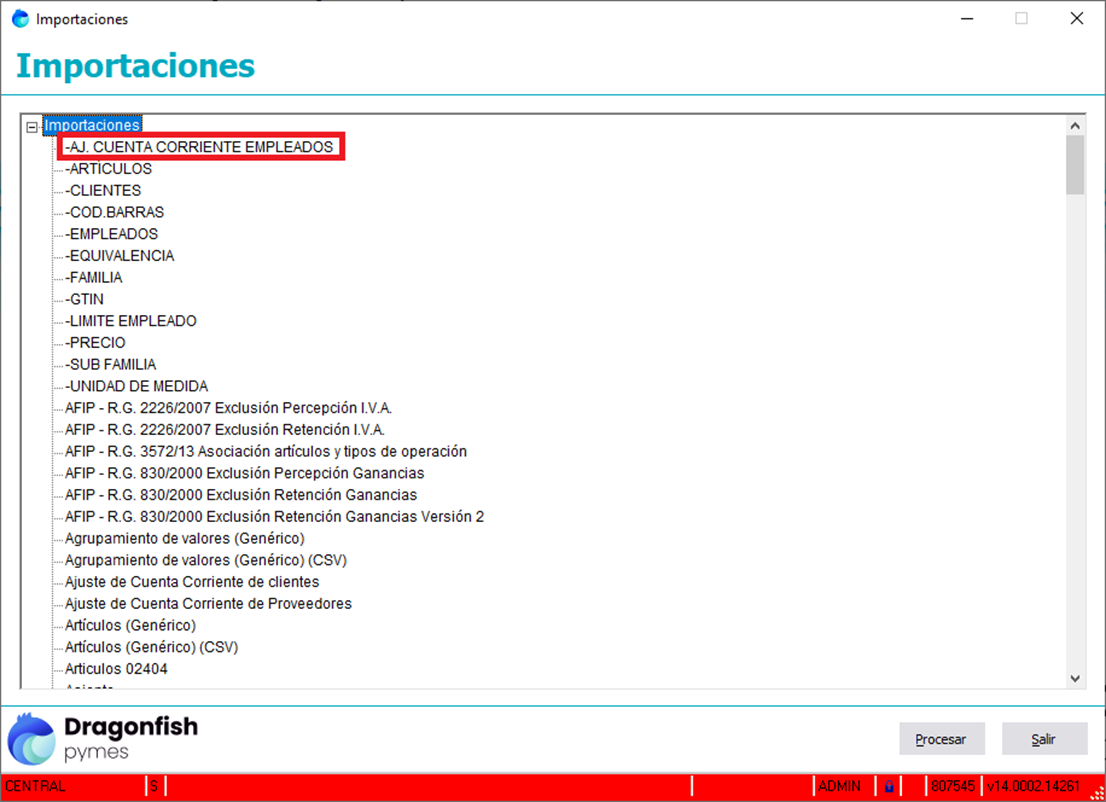 Importaciones
Importaciones
Importaciones
-AJ. CUENTA CORRIENTE EMPLEADOS
-ARTÍCULOS
-CLIENTES
-COD.BARRAS
-EMPLEADOS
-EQUIVALENCIA
-FAMILIA
-GTIN
-LIMITE EMPLEADO
-PRECIO
-SUB FAMILIA
-UNIDAD DE MEDIDA
AFIP - R.G. 2226/2007 Exclusión Percepción I.V.A.
AFIP - R.G. 2226/2007 Exclusión Retención I.V.A.
AFIP - R.G. 3572/13 Asociación artículos y tipos de operación
AFIP - R.G. 830/2000 Exclusión Percepción Ganancias
AFIP - R.G. 830/2000 Exclusión Retención Ganancias
AFIP - R.G. 830/2000 Exclusión Retención Ganancias Versión 2
Agrupamiento de valores (Genérico)
Agrupamiento de valores (Genérico) (CSV)
Ajuste de Cuenta Corriente de clientes
Ajuste de Cuenta Corriente de Proveedores
Artículos (Genérico)
Artículos (Genérico) (CSV)
Articulos 02404
Dragonfish
pymes
Procesar Salir
CENTRAL S ADMIN 807545 v14.0002.14261